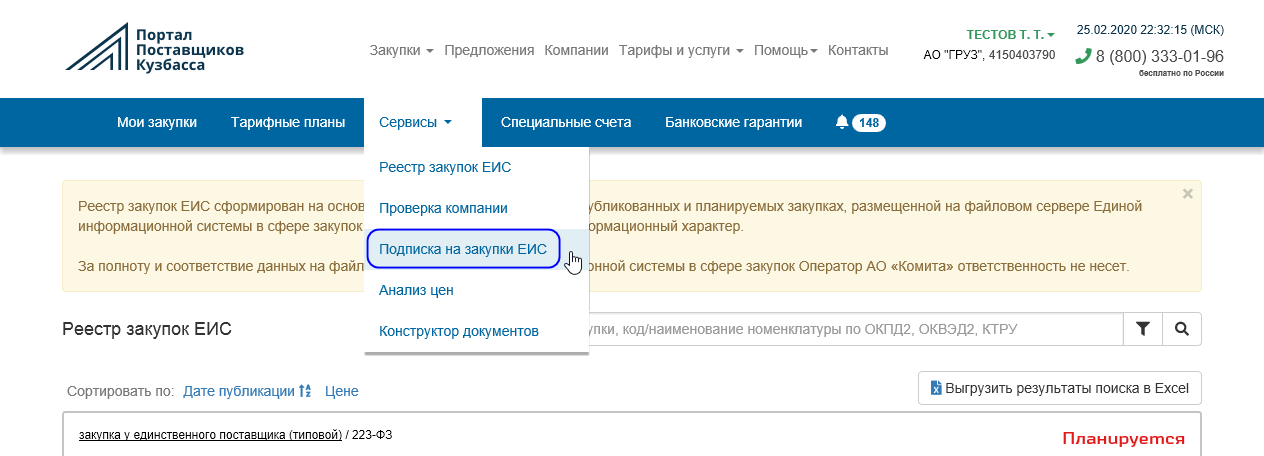 Портал
Поставщиков
Кузбасса
Закупки Предложения Компании Тарифы и услуги Помощь Контакты
ТЕСТОВ Т. Т.
АО "ГРУЗ", 4150403790
25.02.2020 22:32:15 (МСК)
8 (800) 333-01-96
бесплатно по России
Мои закупки Тарифные планы Сервисы Специальные счета Банковские гарантии 148
Реестр закупок ЕИС
Проверка компании
Подписка на закупки ЕИС
Анализ цен
Конструктор документов
Реестр закупок ЕИС сформирован на основ убликованных и планируемых закупках, размещенной на файловом сервере Единой
информационной системы в сфере закупок ормационный характер.
За полноту и соответствие данных на файл онной системы в сфере закупок Оператор АО «Комита» ответственность не несет.
Реестр закупок ЕИС упки, код/наименование номенклатуры по ОКПД2, ОКВЭД2, КТРУ
Сортировать по: Дате публикации Цене Выгрузить результаты поиска в Excel
закупка у единственного поставщика (типовой) / 223-ФЗ
Планируется